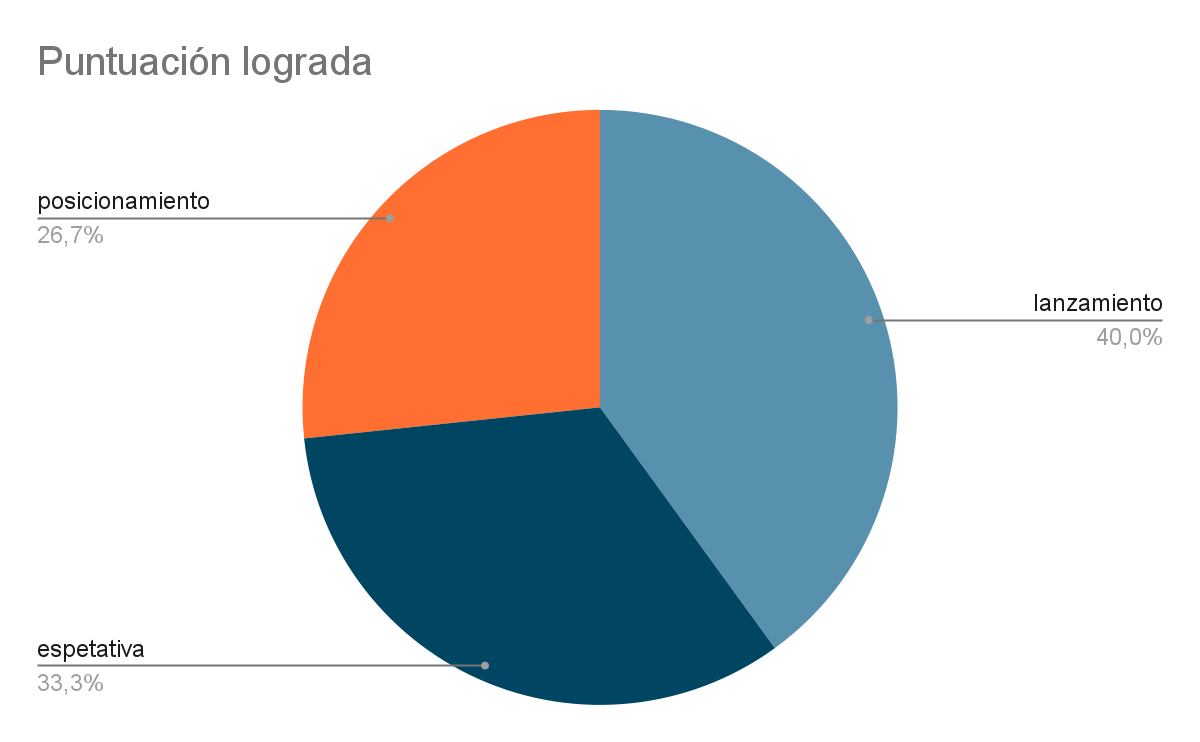 Puntuación lograda
posicionamiento
26,7%
lanzamiento
40,0%
espetativa
33,3%